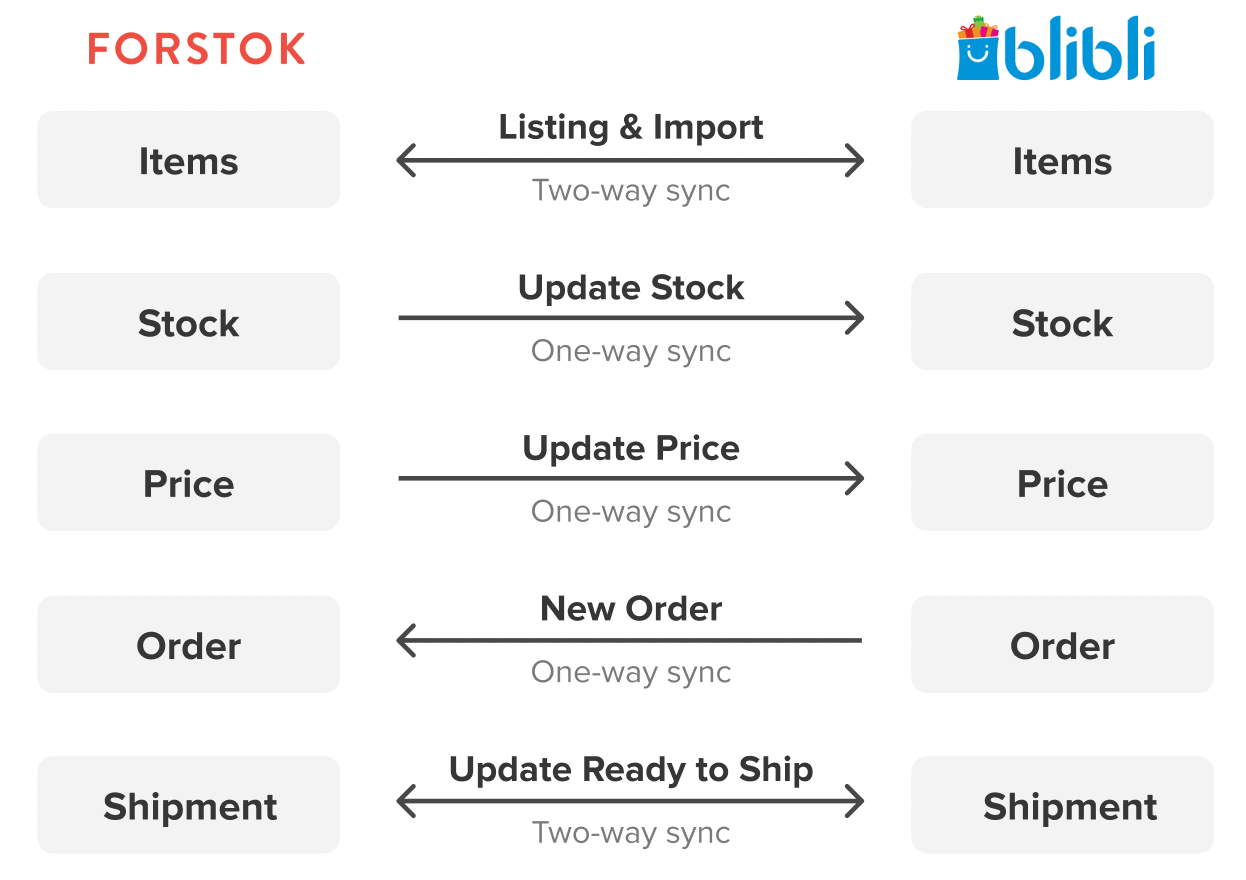 FORSTOK
blibli
Items
Listing & Import
Two-way sync
Items
Stock
Update Stock
One-way sync
Stock
Price
Update Price
One-way sync
Price
Order
New Order
One-way sync
Order
Shipment
Update Ready to Ship
Two-way sync
Shipment